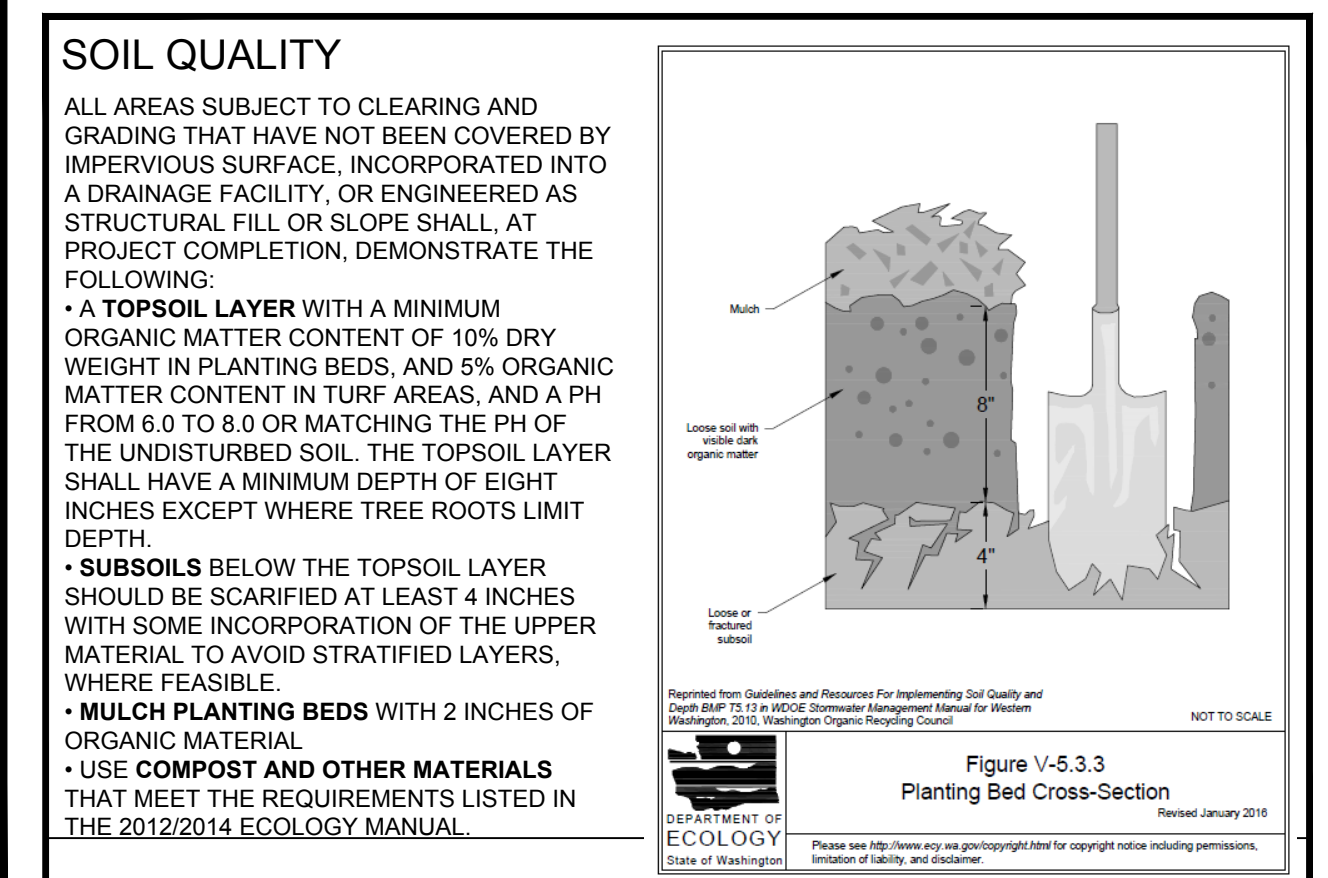 SOIL QUALITY
ALL AREAS SUBJECT TO CLEARING AND
GRADING THAT HAVE NOT BEEN COVERED BY
IMPERVIOUS SURFACE, INCORPORATED INTO
A DRAINAGE FACILITY, OR ENGINEERED AS
STRUCTURAL FILL OR SLOPE SHALL, AT
PROJECT COMPLETION, DEMONSTRATE THE
FOLLOWING:
• A TOPSOIL LAYER WITH A MINIMUM
ORGANIC MATTER CONTENT OF 10% DRY
WEIGHT IN PLANTING BEDS, AND 5% ORGANIC
MATTER CONTENT IN TURF AREAS, AND A PH
FROM 6.0 TO 8.0 OR MATCHING THE PH OF
THE UNDISTURBED SOIL. THE TOPSOIL LAYER
SHALL HAVE A MINIMUM DEPTH OF EIGHT
INCHES EXCEPT WHERE TREE ROOTS LIMIT
DEPTH.
• SUBSOILS BELOW THE TOPSOIL LAYER
SHOULD BE SCARIFIED AT LEAST 4 INCHES
WITH SOME INCORPORATION OF THE UPPER
MATERIAL TO AVOID STRATIFIED LAYERS,
WHERE FEASIBLE.
• MULCH PLANTING BEDS WITH 2 INCHES OF
ORGANIC MATERIAL
• USE COMPOST AND OTHER MATERIALS
THAT MEET THE REQUIREMENTS LISTED IN
THE 2012/2014 ECOLOGY MANUAL.
Mulch
8"
Loose soil with
visible dark
organic matter
4"
Loose or
fractured
subsoil
Reprinted from Guidelines and Resources For Implementing Soil Quality and
Depth BMP T5.13 in WDOE Stormwater Management Manual for Western
Washington, 2010, Washington Organic Recycling Council
NOT TO SCALE
DEPARTMENT OF
ECOLOGY
State of Washington
Figure V-5.3.3
Planting Bed Cross-Section
Revised January 2016
Please see http://www.ecy.wa.gov/copyright.html for copyright notice including permissions,
limitation of liability, and disclaimer.